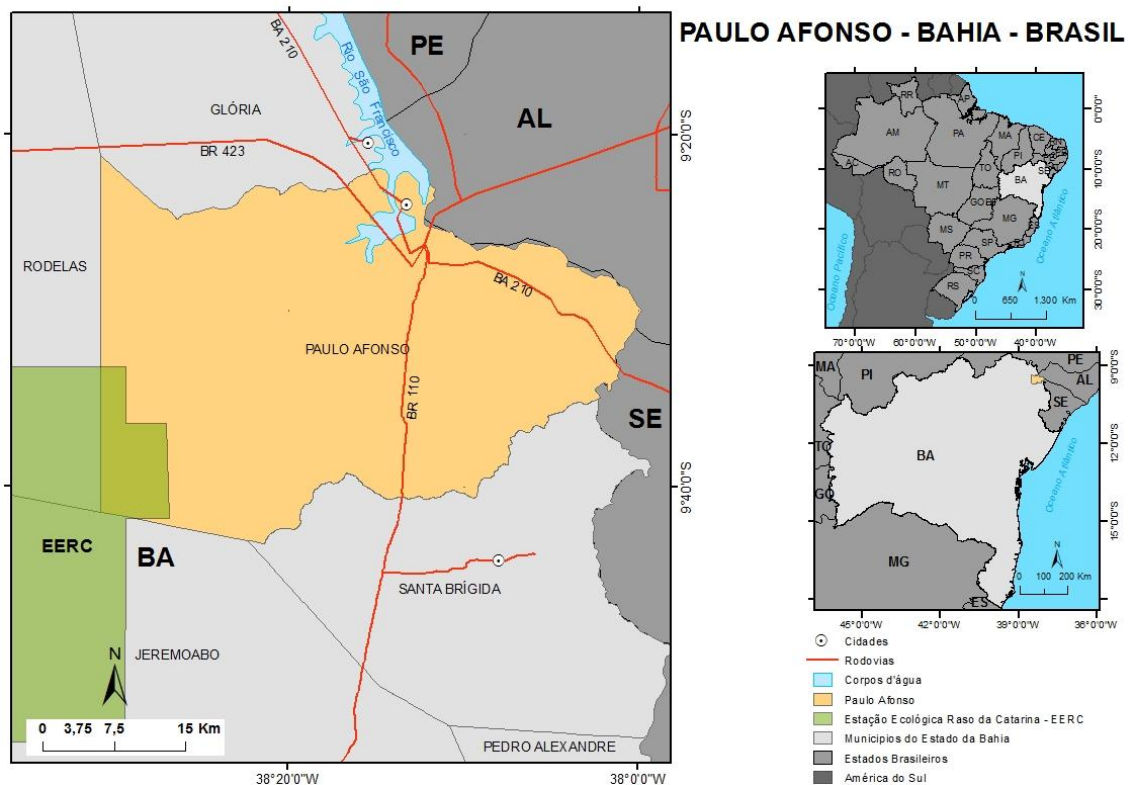 PAULO AFONSO - BAHIA - BRASIL
BA 210
Rio São Francisco
PE
AL
GLÓRIA
BR 423
RODELAS
PAULO AFONSO
BA 210
BR 110
SE
EERC
BA
SANTA BRÍGIDA
JEREMOABO
PEDRO ALEXANDRE
N
0 3,75 7,5 15 Km
38°20'0"W 38°0'0"W
9°20'0"S
9°40'0"S
RR
AP
AM
PA
MA
CE
RN
PI
AC
RO
TO
SE
BA
MT
GO
MG
ES
MS
SP
RJ
PR
SC
RS
Oceano Pacífico
Oceano Atlântico
N
0 650 1.300 Km
0°0'0"
10°0'0"S
20°0'0"S
30°0'0"S
70°0'0"W 60°0'0"W 50°0'0"W 40°0'0"W
MA
PI
PE
AL
SE
TO
BA
GO
MG
ES
Oceano Atlântico
N
0 100 200 Km
9°0'0"S
12°0'0"S
15°0'0"S
45°0'0"W 42°0'0"W 39°0'0"W 36°0'0"W
Cidades
Rodovias
Corpos d'água
Paulo Afonso
Estação Ecológica Raso da Catarina - EERC
Municipios do Estado da Bahia
Estados Brasileiros
América do Sul